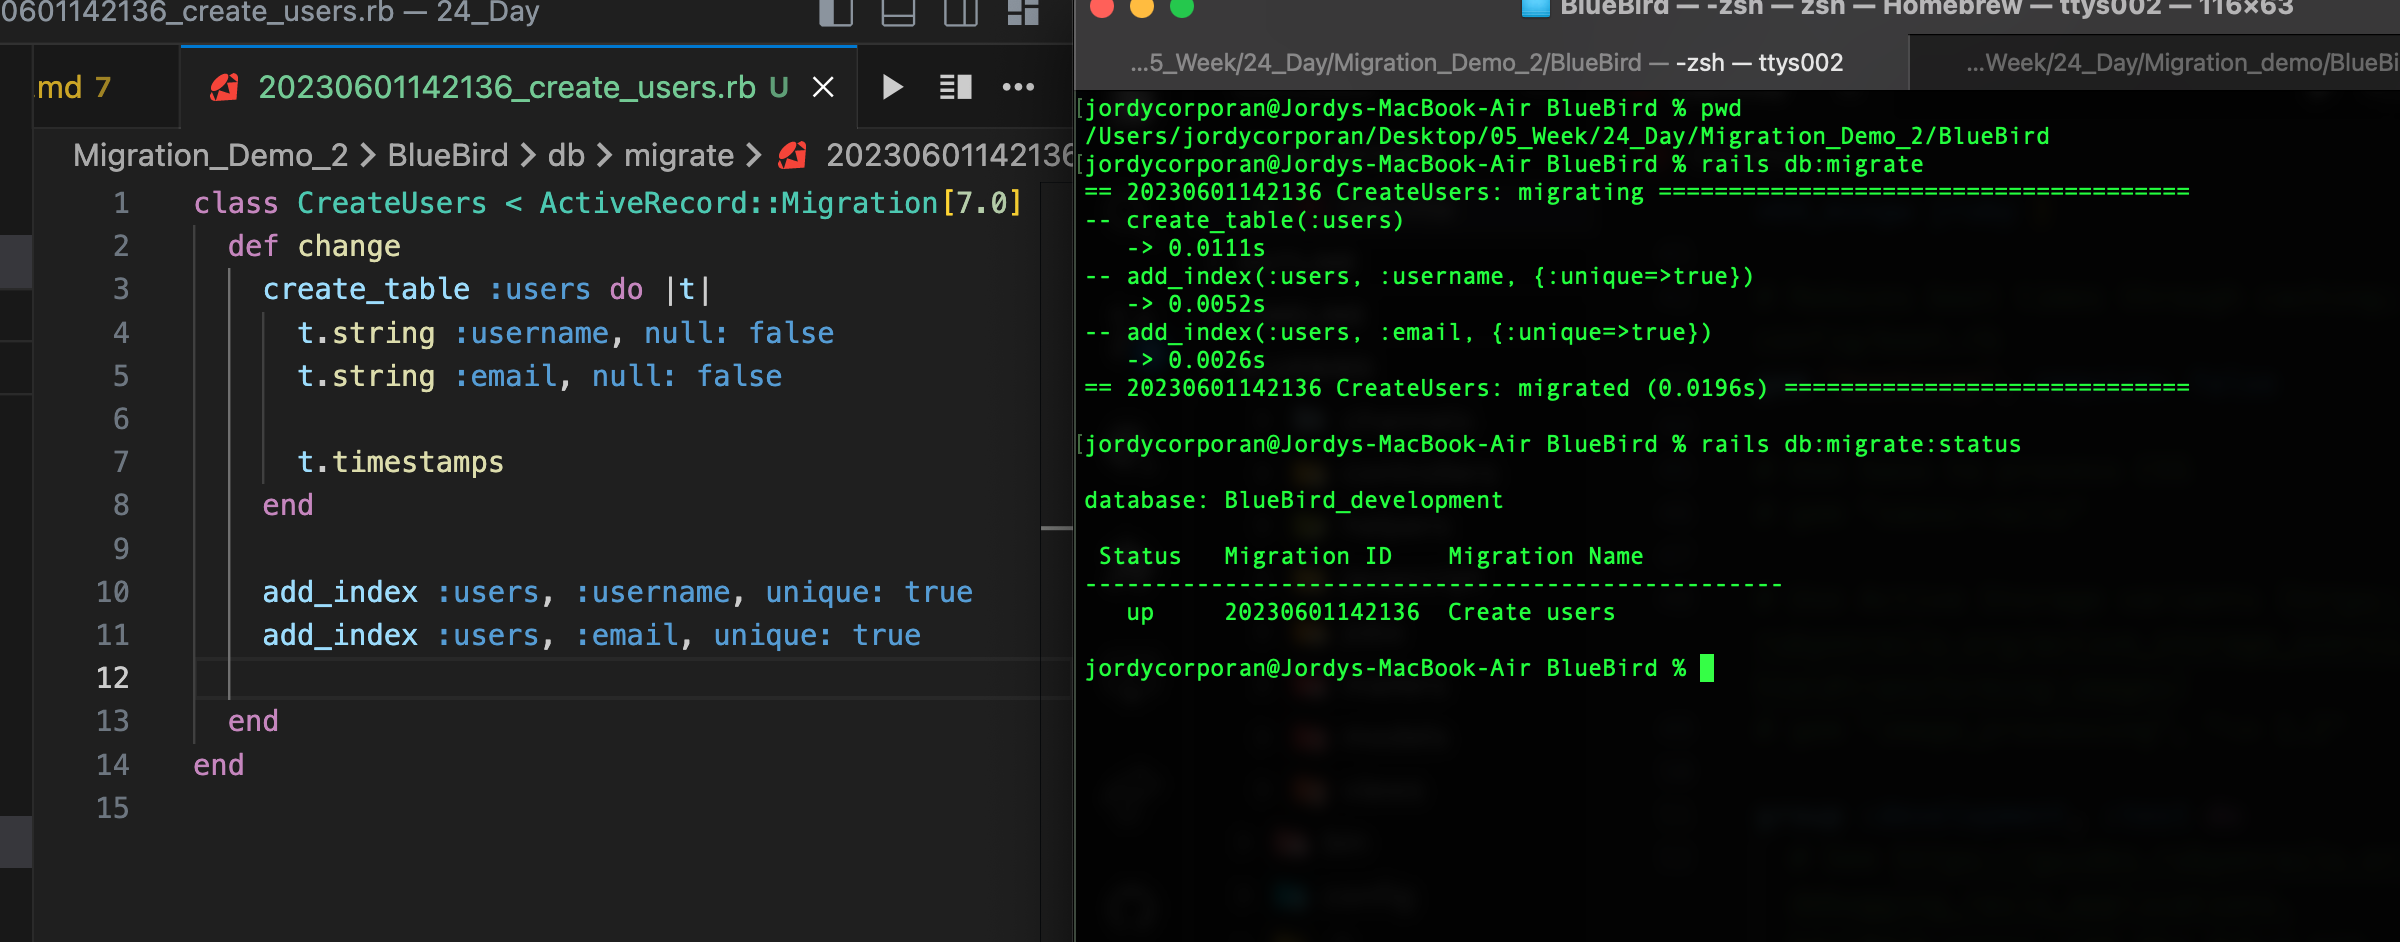 0601142136_create_users.rb — 24_Day
.md 7
20230601142136_create_users.rb U
Migration_Demo_2 > BlueBird > db > migrate > 20230601142136
1 class CreateUsers < ActiveRecord::Migration[7.0]
2 def change
3 create_table :users do |t|
4 t.string :username, null: false
5 t.string :email, null: false
6
7 t.timestamps
8 end
9
10 add_index :users, :username, unique: true
11 add_index :users, :email, unique: true
12
13 end
14 end
15
BlueBird — -zsh — zsh — Homebrew — ttys002 — 116×63
...5_Week/24_Day/Migration_Demo_2/BlueBird — -zsh — ttys002
...Week/24_Day/Migration_demo/BlueBi
[jordycorporan@Jordys-MacBook-Air BlueBird % pwd
/Users/jordycorporan/Desktop/05_Week/24_Day/Migration_Demo_2/BlueBird
[jordycorporan@Jordys-MacBook-Air BlueBird % rails db:migrate
== 20230601142136 CreateUsers: migrating ======================================
-- create_table(:users)
-> 0.0111s
-- add_index(:users, :username, {:unique=>true})
-> 0.0052s
-- add_index(:users, :email, {:unique=>true})
-> 0.0026s
== 20230601142136 CreateUsers: migrated (0.0196s) =============================
[jordycorporan@Jordys-MacBook-Air BlueBird % rails db:migrate:status
database: BlueBird_development
Status Migration ID Migration Name
--------------------------------------------------
up 20230601142136 Create users
jordycorporan@Jordys-MacBook-Air BlueBird %